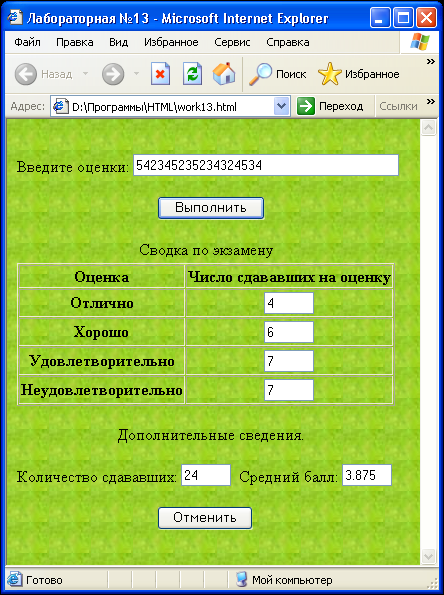 Лабораторная №13 - Microsoft Internet Explorer
Файл Правка Вид Избранное Сервис Справка
Назад Поиск Избранное »
Адрес: D:\Программы\HTML\work13.html Переход Ссылки »
Введите оценки: 542345235234324534
Выполнить
Сводка по экзамену
Оценка Число сдававших на оценку
Отлично 4
Хорошо 6
Удовлетворительно 7
Неудовлетворительно 7
Дополнительные сведения.
Количество сдававших: 24 Средний балл: 3.875
Отменить
Готово Мой компьютер